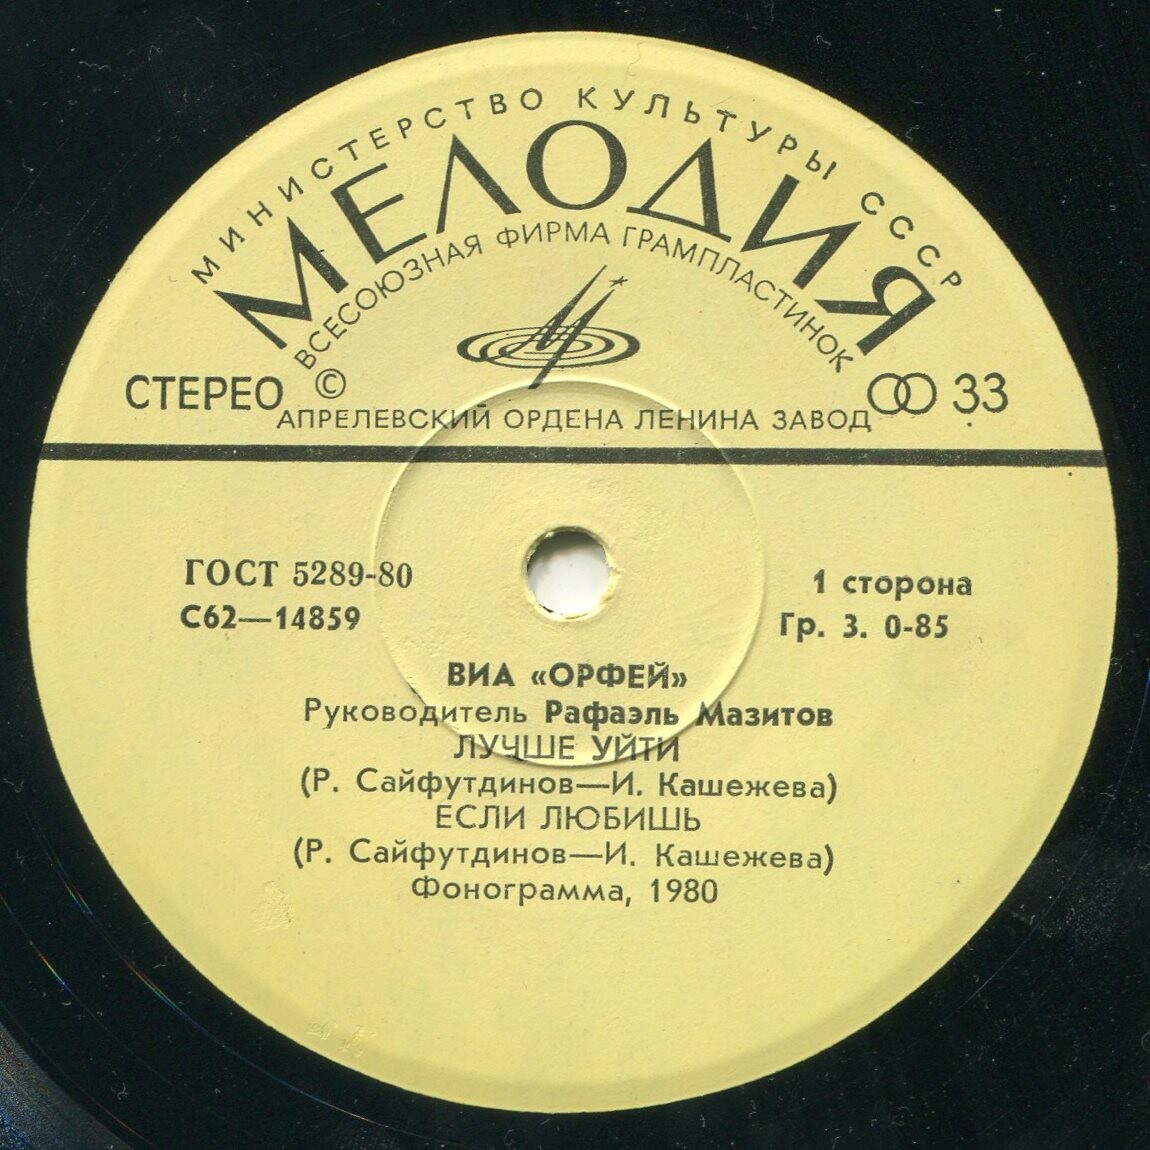 МИНИСТЕРСТВО КУЛЬТУРЫ СССР
МЕЛОДИЯ
ВСЕСОЮЗНАЯ ФИРМА ГРАМПЛАСТИНОК
СТЕРЕО © 33
АПРЕЛЕВСКИЙ ОРДЕНА ЛЕНИНА ЗАВОД
ГОСТ 5289-80
С62—14859
1 сторона
Гр. 3. 0-85
ВИА «ОРФЕЙ»
Руководитель Рафаэль Мазитов
ЛУЧШЕ УЙТИ
(Р. Сайфутдинов—И. Кашежева)
ЕСЛИ ЛЮБИШЬ
(Р. Сайфутдинов—И. Кашежева)
Фонограмма, 1980